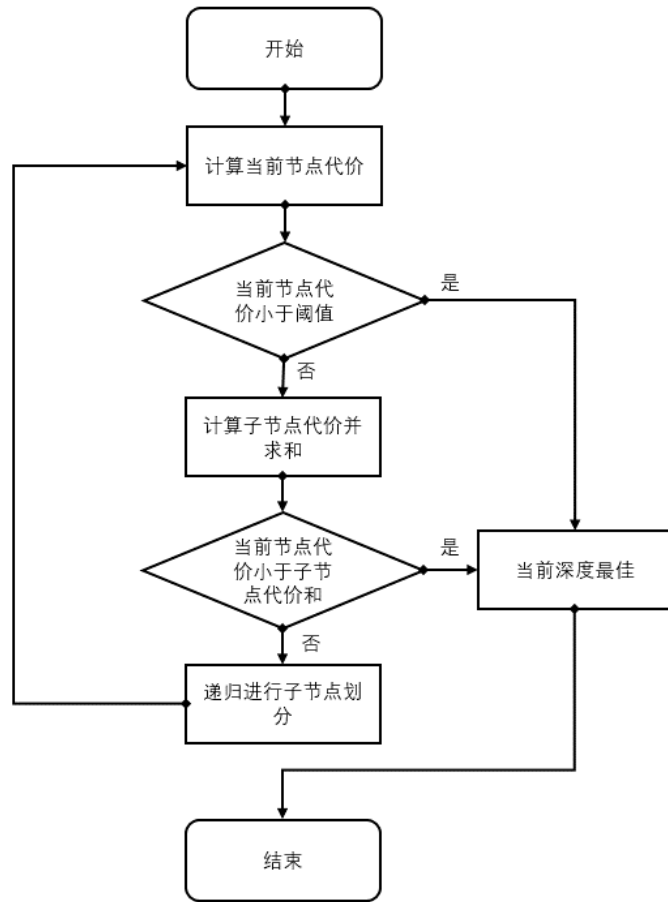 开始
计算当前节点代价
当前节点代
价小于阈值
是
否
计算子节点代价并
求和
当前节点代
价小于子节
点代价和
是
当前深度最佳
否
递归进行子节点划
分
结束